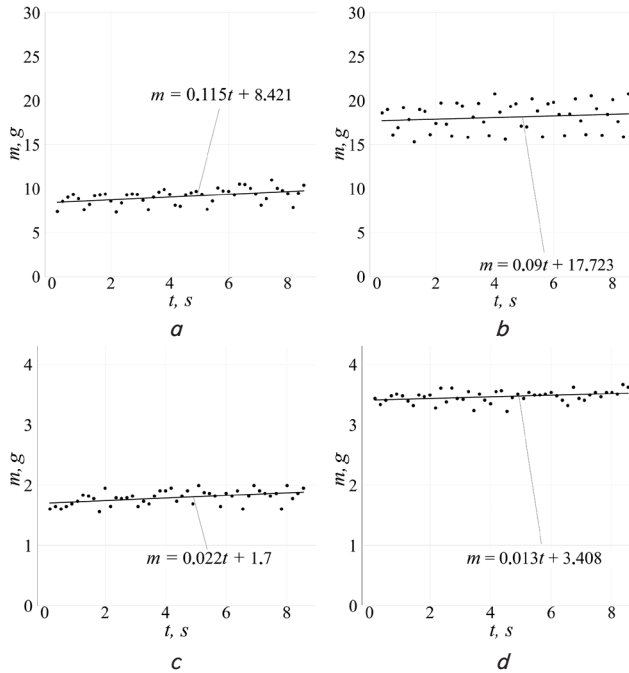 30
25
20
15
10
5
0
m, g
m = 0.115t + 8.421
0 2 4 6 8
t, s
a
30
25
20
15
10
5
0
m, g
m = 0.09t + 17.723
0 2 4 6 8
t, s
b
4
3
2
1
0
m, g
m = 0.022t + 1.7
0 2 4 6 8
t, s
c
4
3
2
1
0
m, g
m = 0.013t + 3.408
0 2 4 6 8
t, s
d